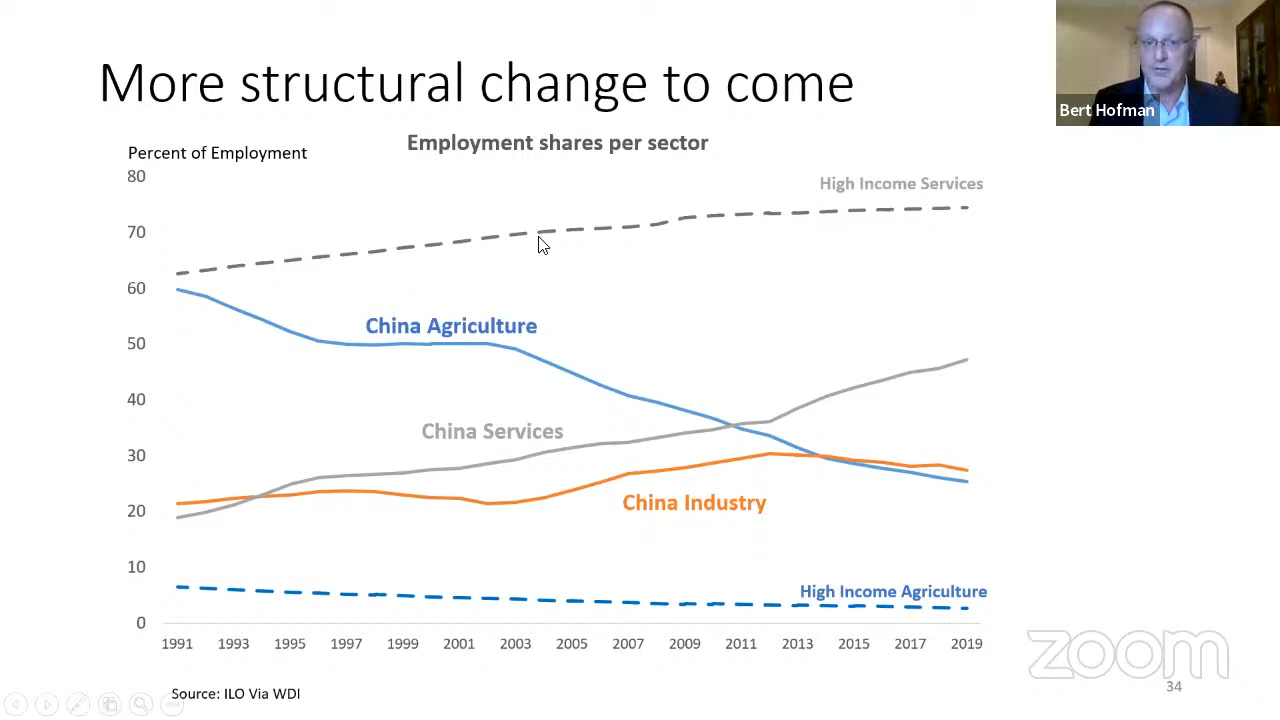 More structural change to come
Bert Hofman
Employment shares per sector
Percent of Employment
80
70
60
50
40
30
20
10
0
High Income Services
China Agriculture
China Services
China Industry
High Income Agriculture
1991 1993 1995 1997 1999 2001 2003 2005 2007 2009 2011 2013 2015 2017 2019
Source: ILO Via WDI
zoom
34